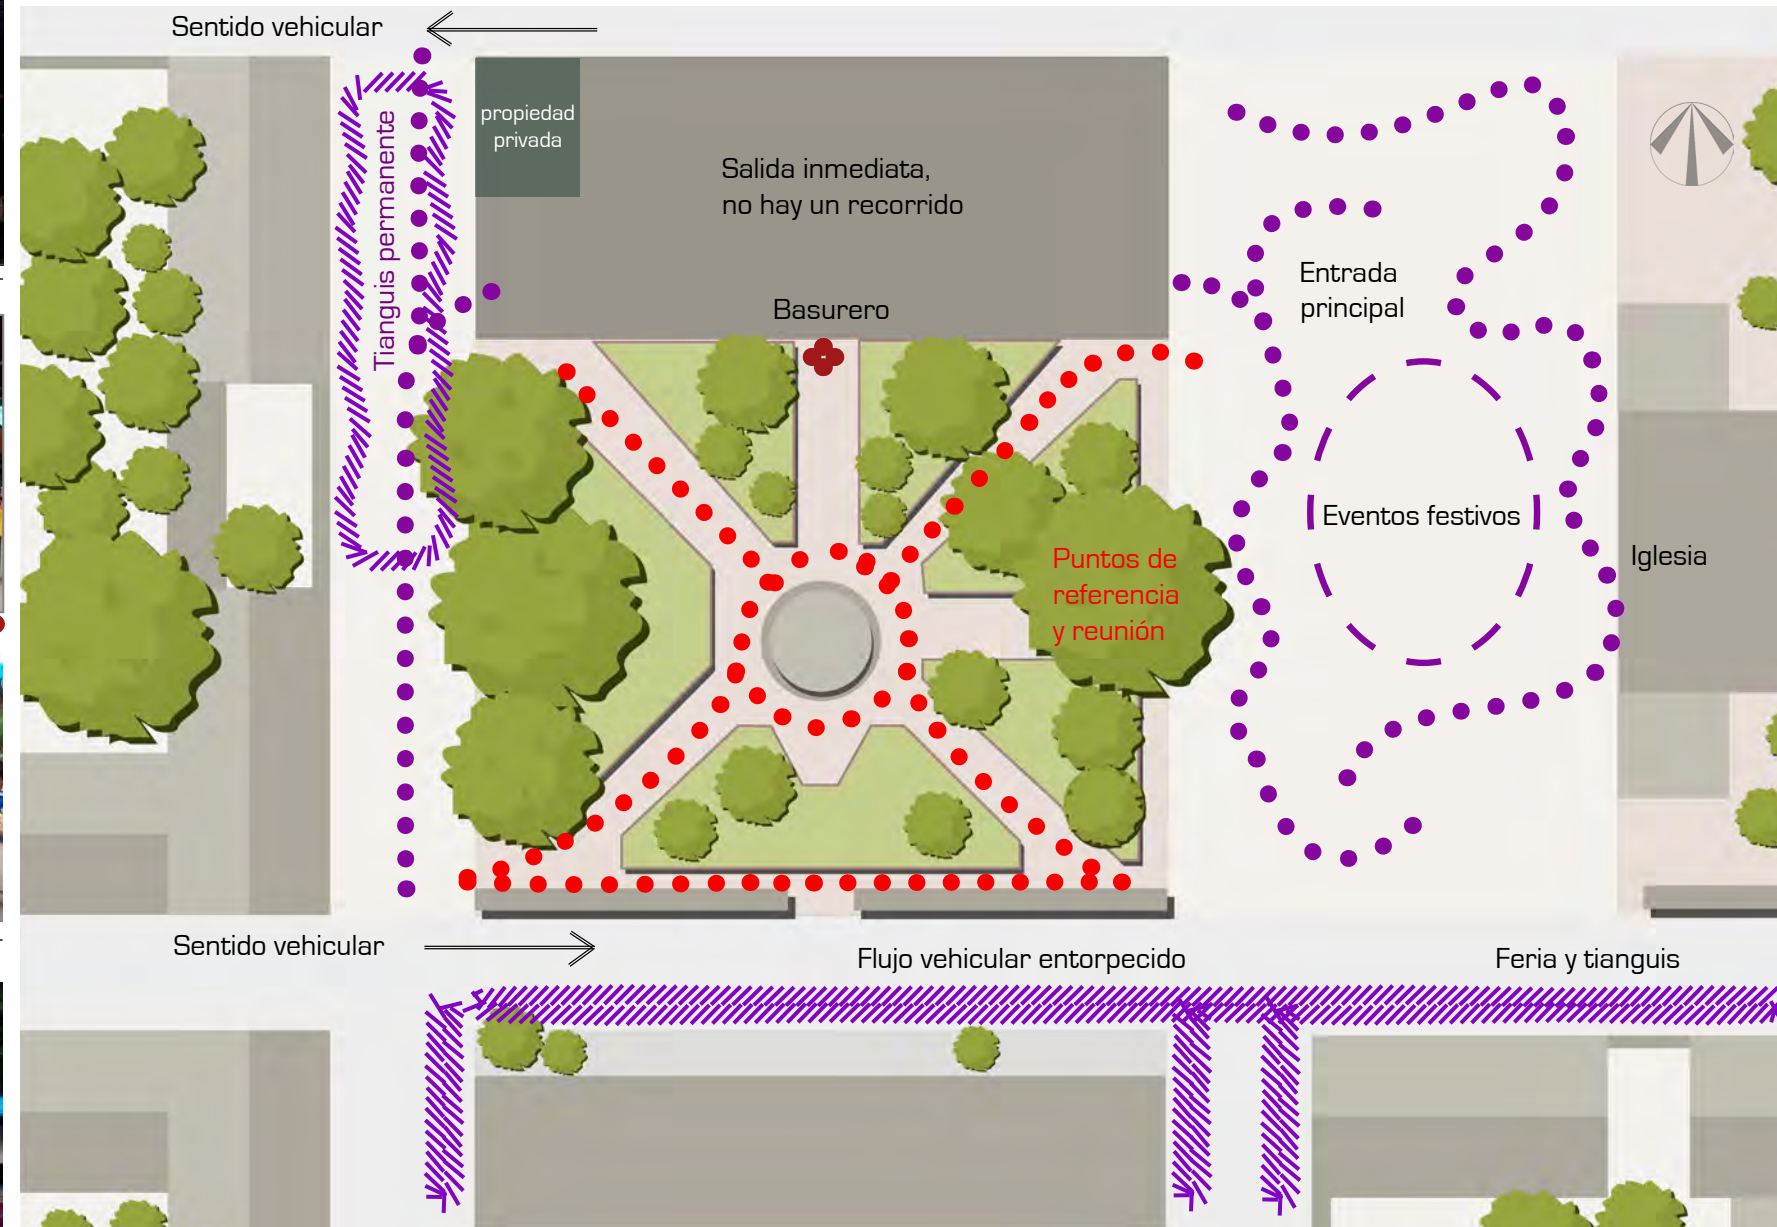 Sentido vehicular
propiedad
privada
Tianguis permanente
Salida inmediata,
no hay un recorrido
Basurero
Entrada
principal
Eventos festivos
Iglesia
Puntos de
referencia
y reunión
Sentido vehicular
Flujo vehicular entorpecido
Feria y tianguis